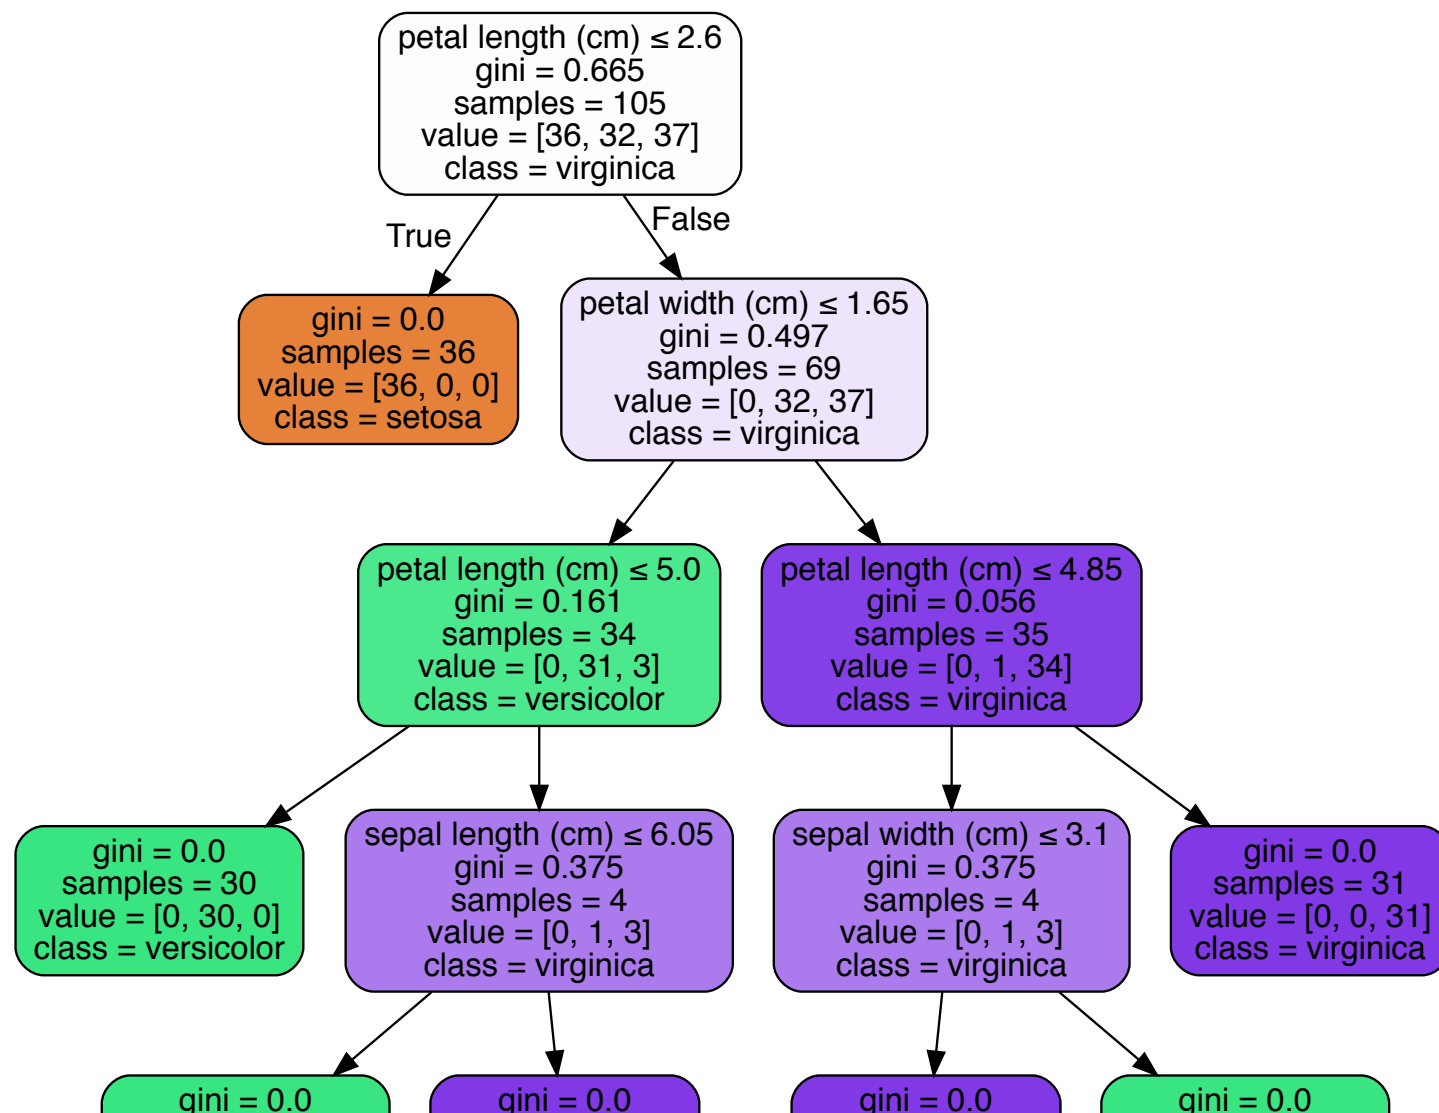 petal length (cm) ≤ 2.6
gini = 0.665
samples = 105
value = [36, 32, 37]
class = virginica
True
False
gini = 0.0
samples = 36
value = [36, 0, 0]
class = setosa
petal width (cm) ≤ 1.65
gini = 0.497
samples = 69
value = [0, 32, 37]
class = virginica
petal length (cm) ≤ 5.0
gini = 0.161
samples = 34
value = [0, 31, 3]
class = versicolor
petal length (cm) ≤ 4.85
gini = 0.056
samples = 35
value = [0, 1, 34]
class = virginica
gini = 0.0
samples = 30
value = [0, 30, 0]
class = versicolor
sepal length (cm) ≤ 6.05
gini = 0.375
samples = 4
value = [0, 1, 3]
class = virginica
sepal width (cm) ≤ 3.1
gini = 0.375
samples = 4
value = [0, 1, 3]
class = virginica
gini = 0.0
samples = 31
value = [0, 0, 31]
class = virginica
gini = 0.0
gini = 0.0
gini = 0.0
gini = 0.0